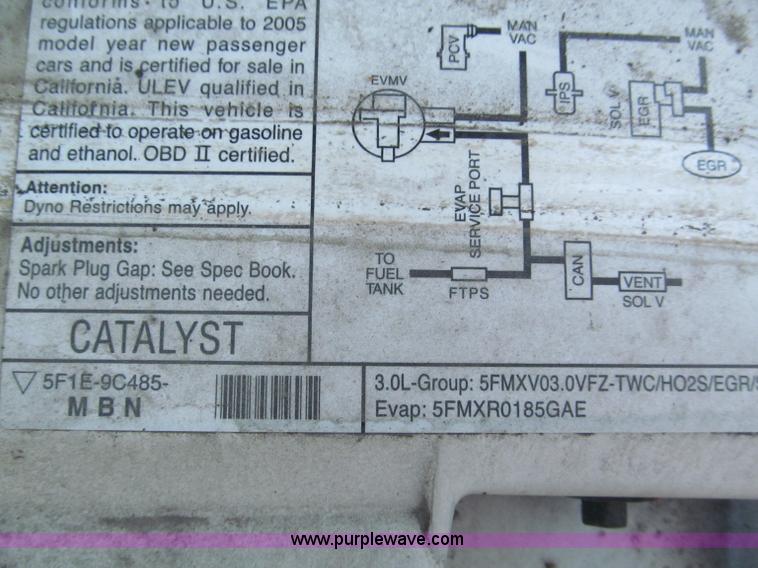 conforms to U.S. EPA
regulations applicable to 2005
model year new passenger
cars and is certified for sale in
California. ULEV qualified in
California. This vehicle is
certified to operate on gasoline
and ethanol. OBD II certified.
Attention:
Dyno Restrictions may apply.
Adjustments:
Spark Plug Gap: See Spec Book.
No other adjustments needed.
CATALYST
5F1E-9C485-
MBN
PCV
MAN
VAC
EVMV
IPS
MAN
VAC
SOL V
EGR
EGR
EVAP
SERVICE PORT
TO
FUEL
TANK
FTPS
CAN
VENT
SOL V
3.0L-Group: 5FMXV03.0VFZ-TWC/HO2S/EGR/
Evap: 5FMXR0185GAE
www.purplewave.com